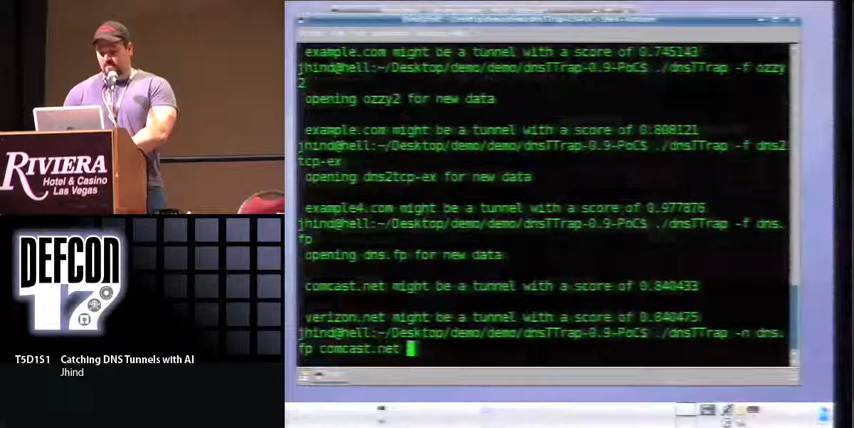 RIVIERA
Hotel & Casino
Las Vegas
DEFCON
17
T5D1S1 Catching DNS Tunnels with AI
Jhind
example.com might be a tunnel with a score of 0.745143
jhind@hell:~/Desktop/demo/demo/dnsTTrap-0.9-PoC$ ./dnsTTrap -f ozzy
2
opening ozzy2 for new data
example.com might be a tunnel with a score of 0.808121
jhind@hell:~/Desktop/demo/demo/dnsTTrap-0.9-PoC$ ./dnsTTrap -f dns2
tcp-ex
opening dns2tcp-ex for new data
example4.com might be a tunnel with a score of 0.977876
jhind@hell:~/Desktop/demo/demo/dnsTTrap-0.9-PoC$ ./dnsTTrap -f dns.
fp
opening dns.fp for new data
comcast.net might be a tunnel with a score of 0.840433
verizon.net might be a tunnel with a score of 0.840475
jhind@hell:~/Desktop/demo/demo/dnsTTrap-0.9-PoC$ ./dnsTTrap -n dns.
fp comcast.net